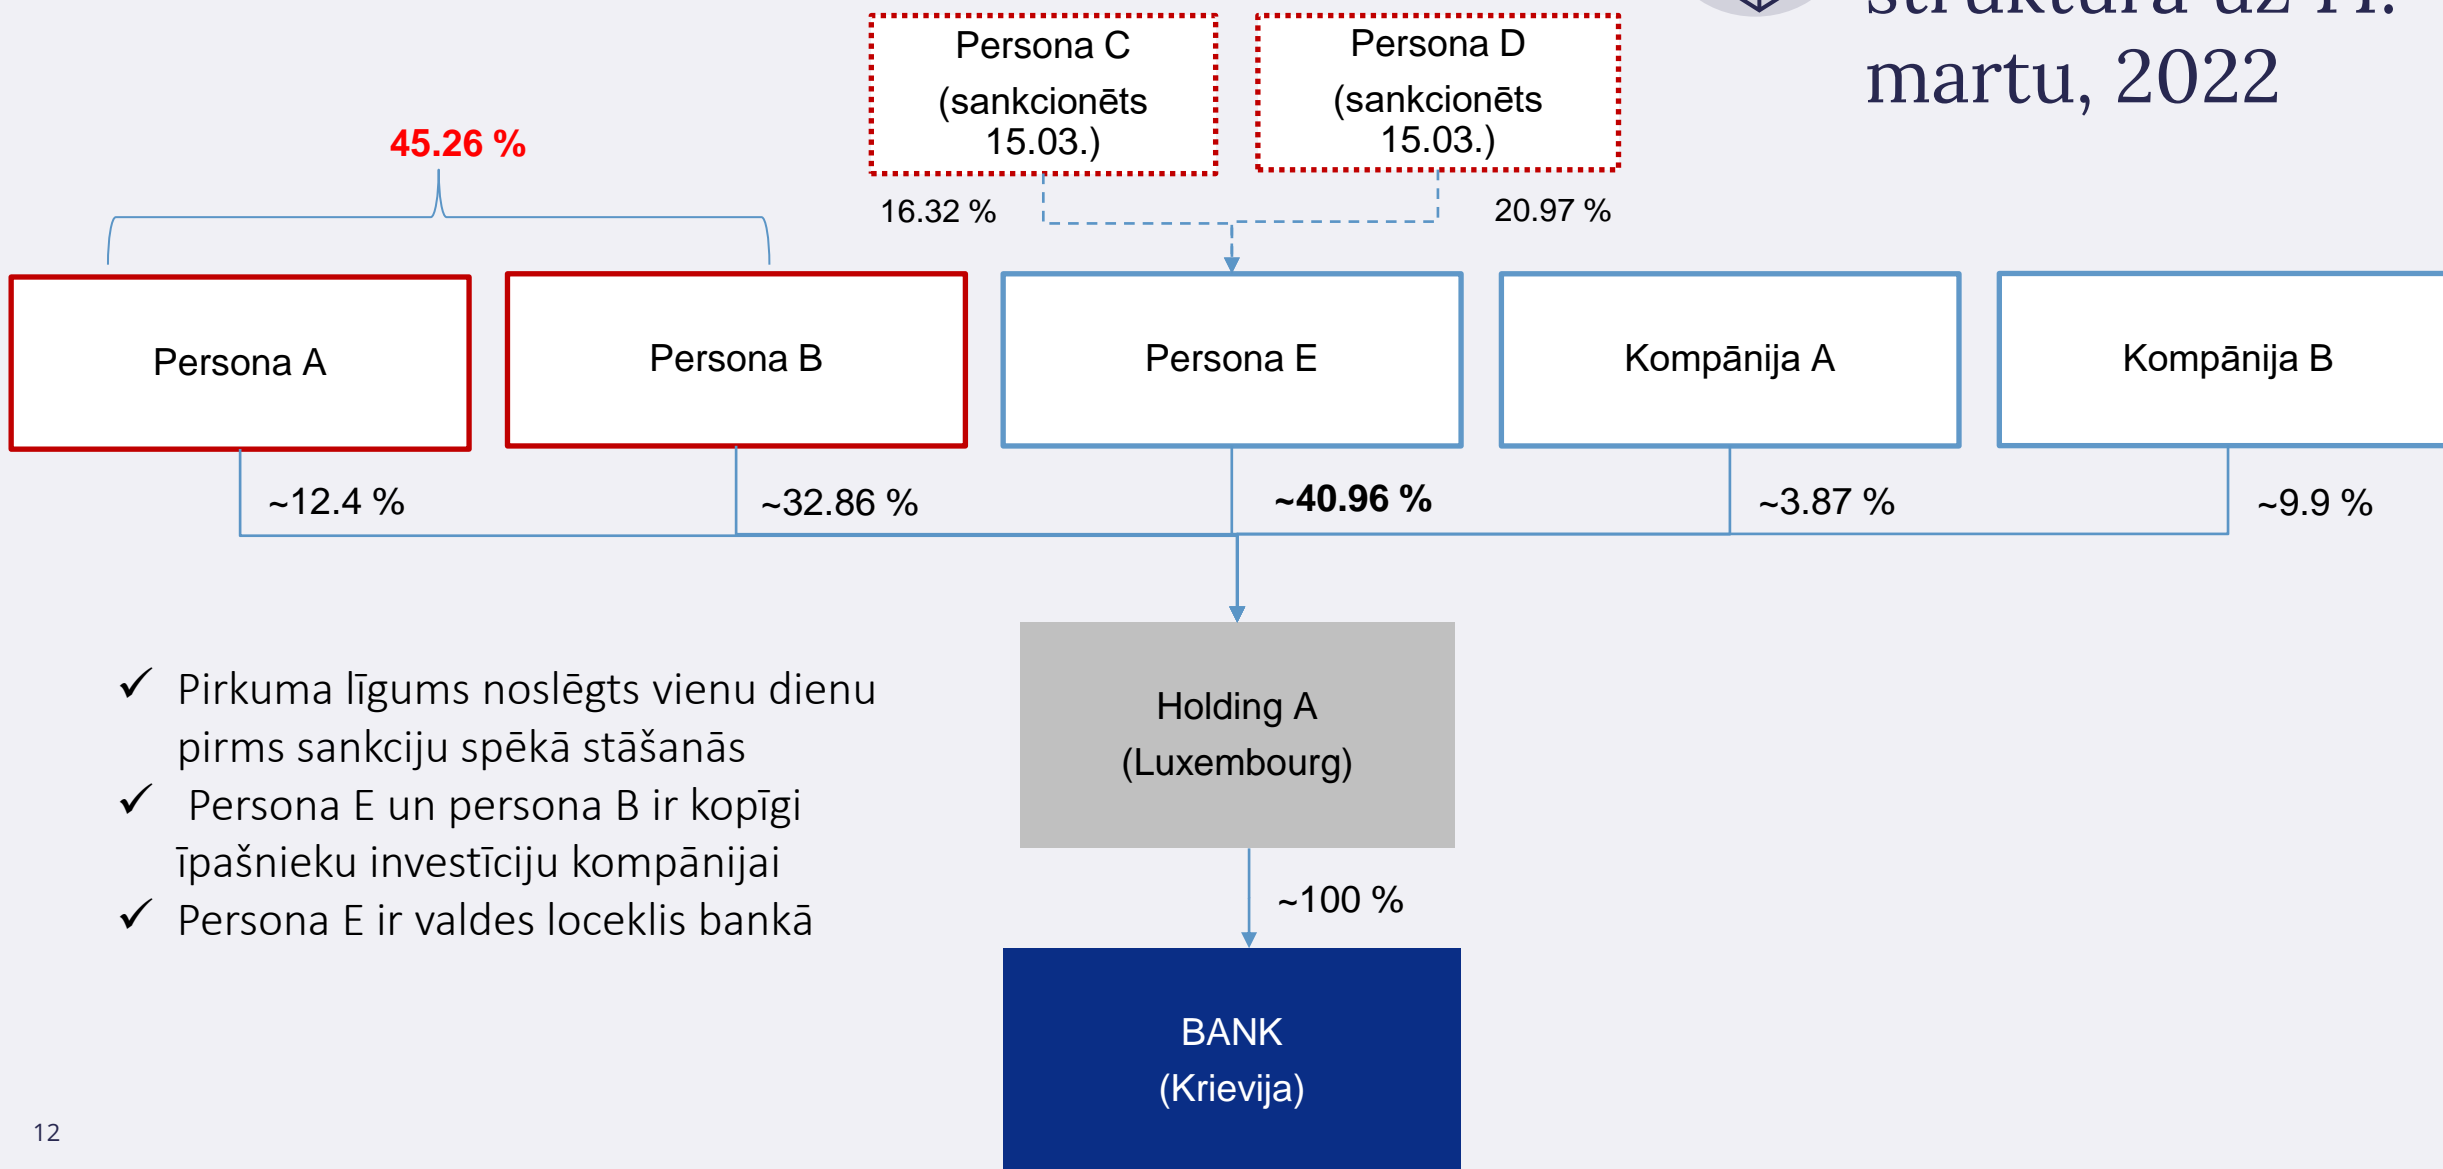 martu, 2022
Persona C
(sankcionēts
15.03.)
Persona D
(sankcionēts
15.03.)
45.26 %
16.32 %
20.97 %
Persona A
Persona B
Persona E
Kompānija A
Kompānija B
~12.4 %
~32.86 %
~40.96 %
~3.87 %
~9.9 %
Holding A
(Luxembourg)
✓ Pirkuma līgums noslēgts vienu dienu
pirms sankciju spēkā stāšanās
✓ Persona E un persona B ir kopīgi
īpašnieku investīciju kompānijai
✓ Persona E ir valdes loceklis bankā
~100 %
BANK
(Krievija)
12